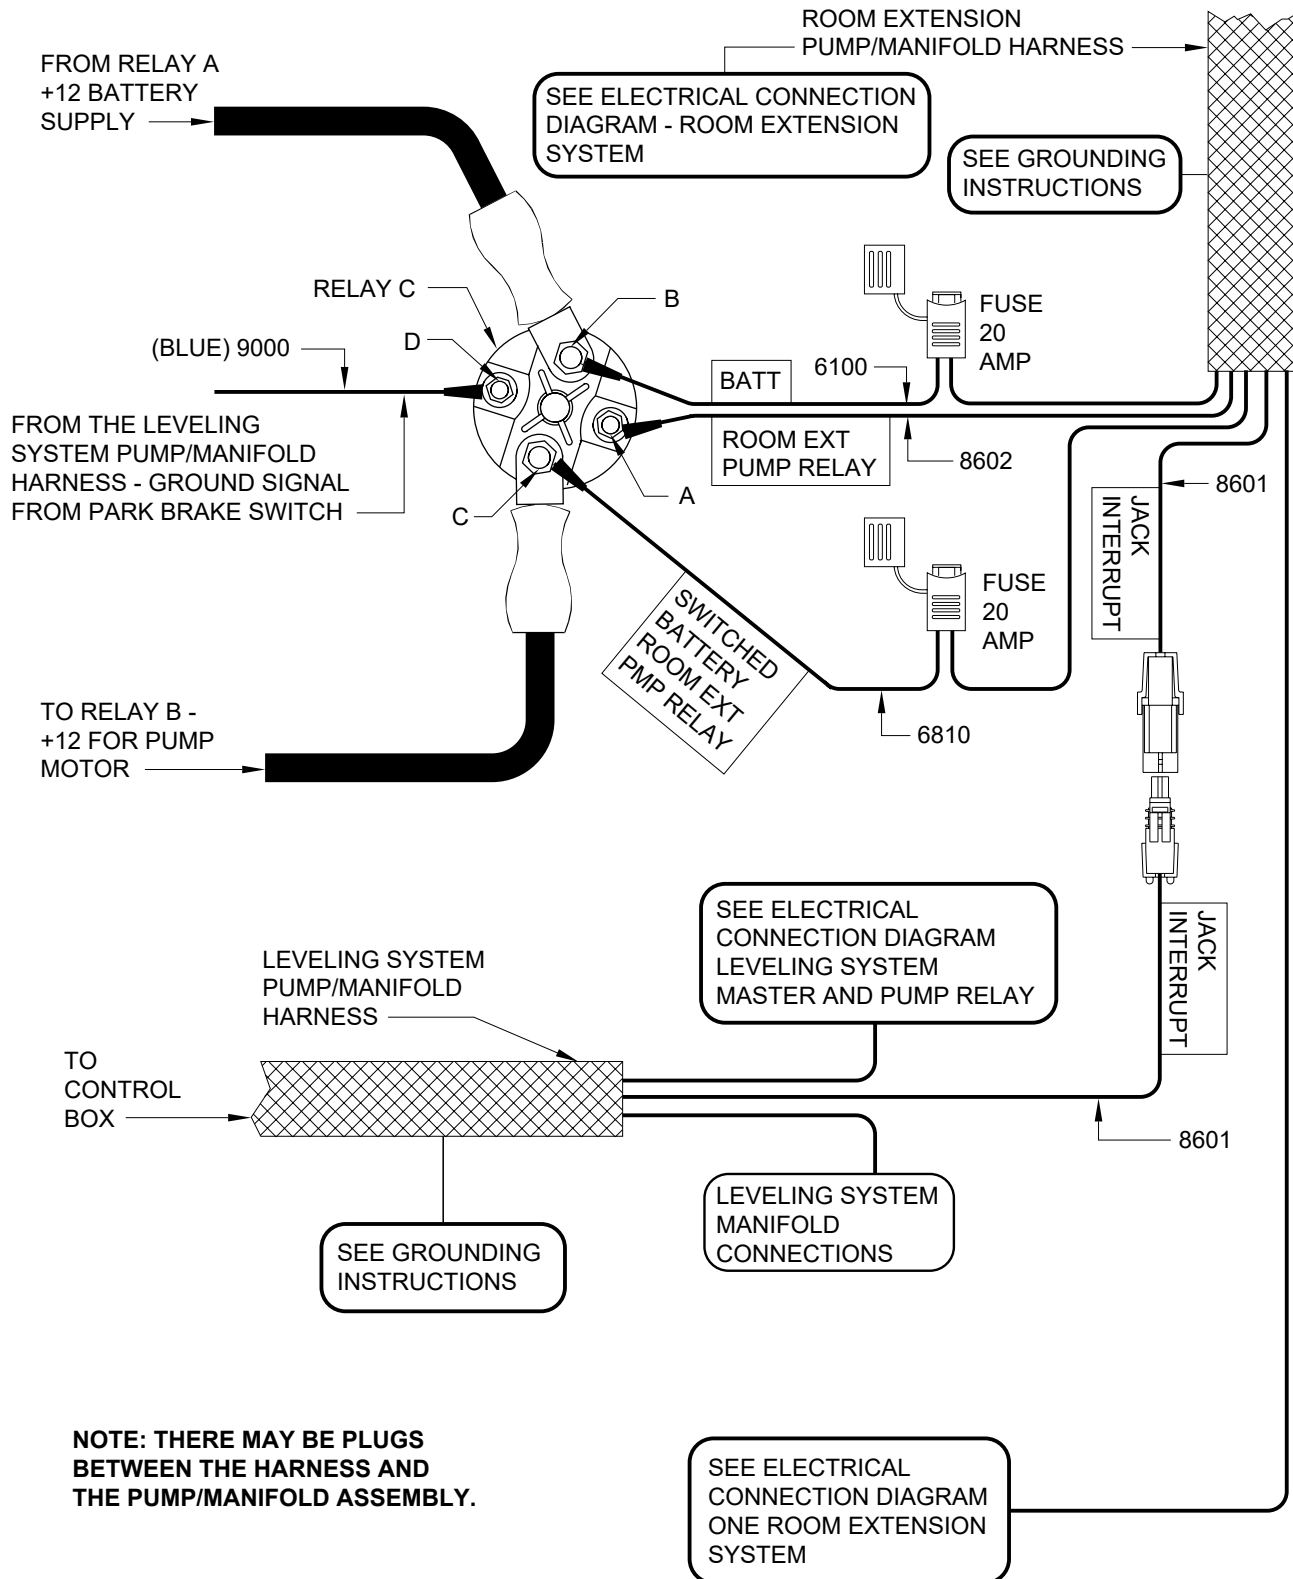 ROOM EXTENSION
PUMP/MANIFOLD HARNESS
FROM RELAY A
+12 BATTERY
SUPPLY
SEE ELECTRICAL CONNECTION
DIAGRAM - ROOM EXTENSION
SYSTEM
SEE GROUNDING
INSTRUCTIONS
RELAY C
B
D
(BLUE) 9000
FUSE
20
AMP
BATT
6100
ROOM EXT
PUMP RELAY
8602
FROM THE LEVELING
SYSTEM PUMP/MANIFOLD
HARNESS - GROUND SIGNAL
FROM PARK BRAKE SWITCH
A
C
8601
JACK
INTERRUPT
FUSE
20
AMP
SWITCHED
BATTERY
ROOM EXT
PMP RELAY
6810
TO RELAY B -
+12 FOR PUMP
MOTOR
SEE ELECTRICAL
CONNECTION DIAGRAM
LEVELING SYSTEM
MASTER AND PUMP RELAY
JACK
INTERRUPT
LEVELING SYSTEM
PUMP/MANIFOLD
HARNESS
TO
CONTROL
BOX
8601
LEVELING SYSTEM
MANIFOLD
CONNECTIONS
SEE GROUNDING
INSTRUCTIONS
NOTE: THERE MAY BE PLUGS
BETWEEN THE HARNESS AND
THE PUMP/MANIFOLD ASSEMBLY.
SEE ELECTRICAL
CONNECTION DIAGRAM
ONE ROOM EXTENSION
SYSTEM